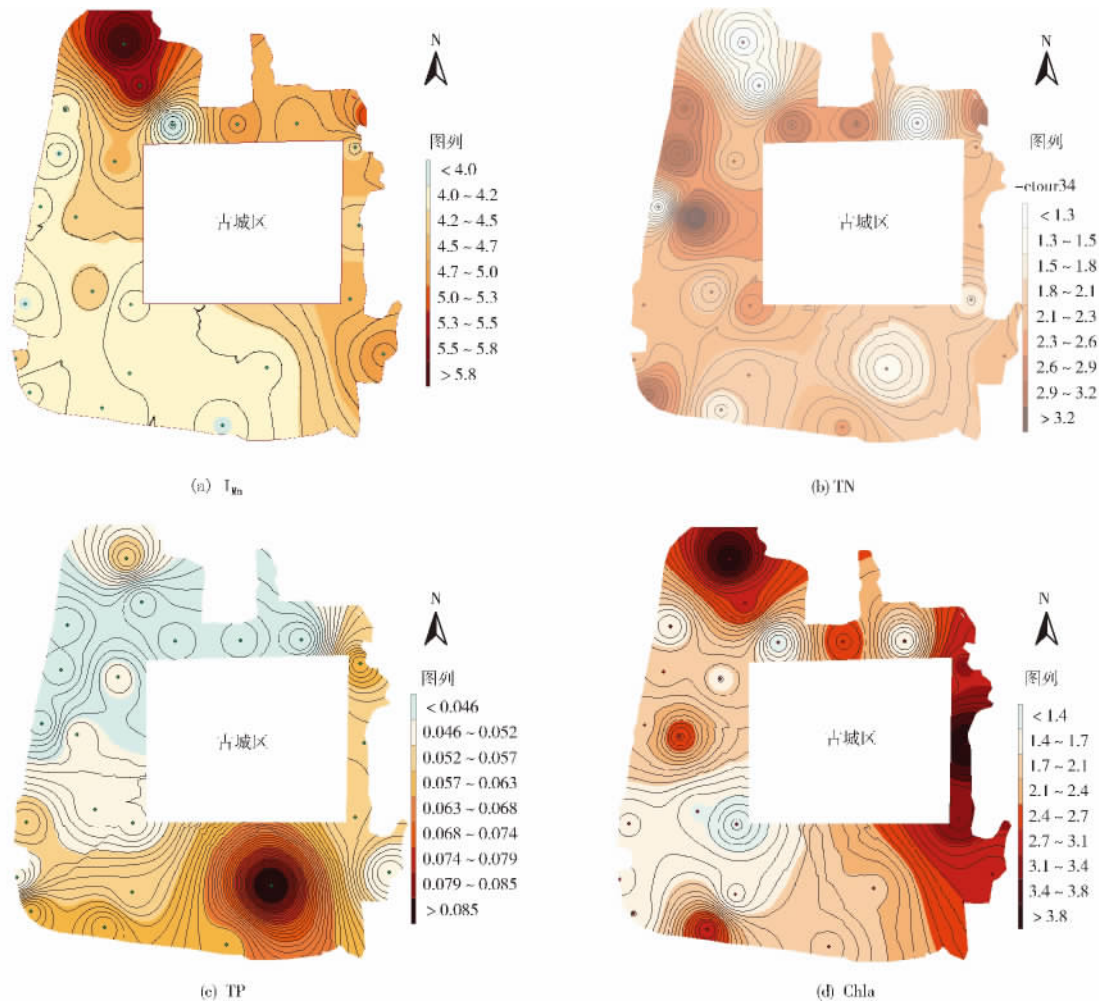 N
图列
< 4.0
4.0 ~ 4.2
4.2 ~ 4.5
4.5 ~ 4.7
4.7 ~ 5.0
5.0 ~ 5.3
5.3 ~ 5.5
5.5 ~ 5.8
> 5.8
古城区
(a) I_Mn
N
图列
-ctour34
< 1.3
1.3 ~ 1.5
1.5 ~ 1.8
1.8 ~ 2.1
2.1 ~ 2.3
2.3 ~ 2.6
2.6 ~ 2.9
2.9 ~ 3.2
> 3.2
古城区
(b) TN
N
图列
< 0.046
0.046 ~ 0.052
0.052 ~ 0.057
0.057 ~ 0.063
0.063 ~ 0.068
0.068 ~ 0.074
0.074 ~ 0.079
0.079 ~ 0.085
> 0.085
古城区
(c) TP
N
图列
< 1.4
1.4 ~ 1.7
1.7 ~ 2.1
2.1 ~ 2.4
2.4 ~ 2.7
2.7 ~ 3.1
3.1 ~ 3.4
3.4 ~ 3.8
> 3.8
古城区
(d) Chla